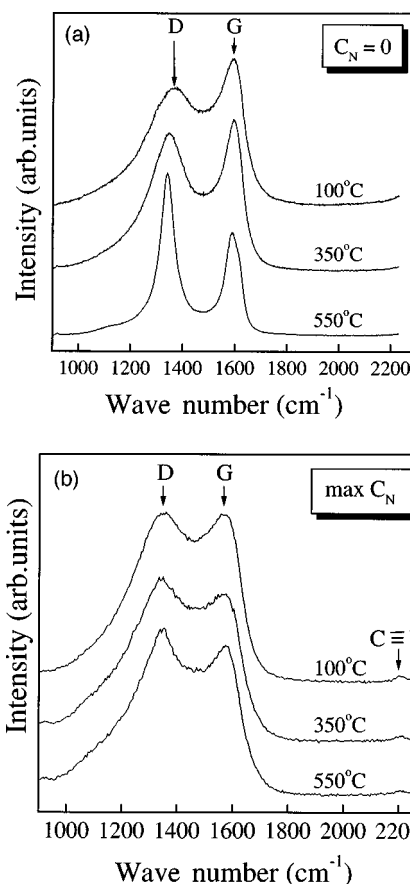 (a)
D
G
C_N = 0
100°C
350°C
550°C
Intensity (arb.units)
1000 1200 1400 1600 1800 2000 2200
Wave number (cm⁻¹)
(b)
D
G
max C_N
C ≡
100°C
350°C
550°C
Intensity (arb.units)
1000 1200 1400 1600 1800 2000
Wave number (cm⁻¹)